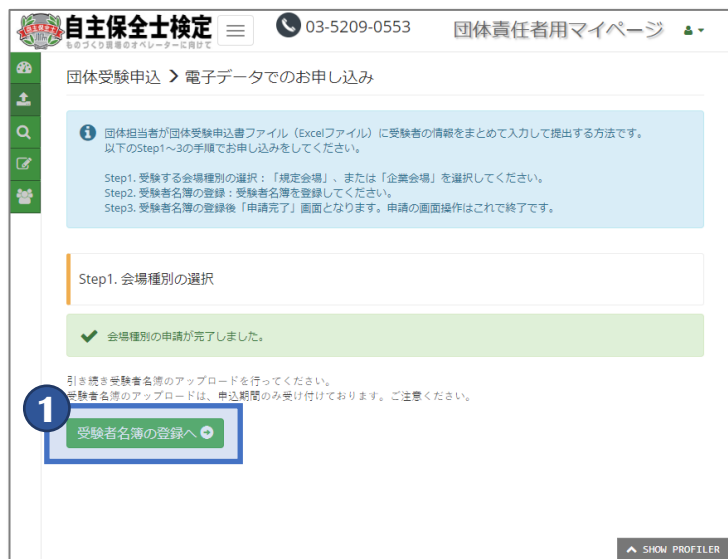 自主保全士検定
ものづくり現場のオペレーターに向けて
03-5209-0553
団体責任者用マイページ
団体受験申込 > 電子データでのお申し込み
団体担当者が団体受験申込書ファイル（Excelファイル）に受験者の情報をまとめて入力して提出する方法です。
以下のStep1～3の手順でお申し込みをしてください。
Step1. 受験する会場種別の選択：「規定会場」、または「企業会場」を選択してください。
Step2. 受験者名簿の登録：受験者名簿を登録してください。
Step3. 受験者名簿の登録後「申請完了」画面となります。申請の画面操作はこれで終了です。
Step1. 会場種別の選択
会場種別の申請が完了しました。
引き続き受験者名簿のアップロードを行ってください。
受験者名簿のアップロードは、申込期間のみ受け付けております。ご注意ください。
1
受験者名簿の登録へ
SHOW PROFILER